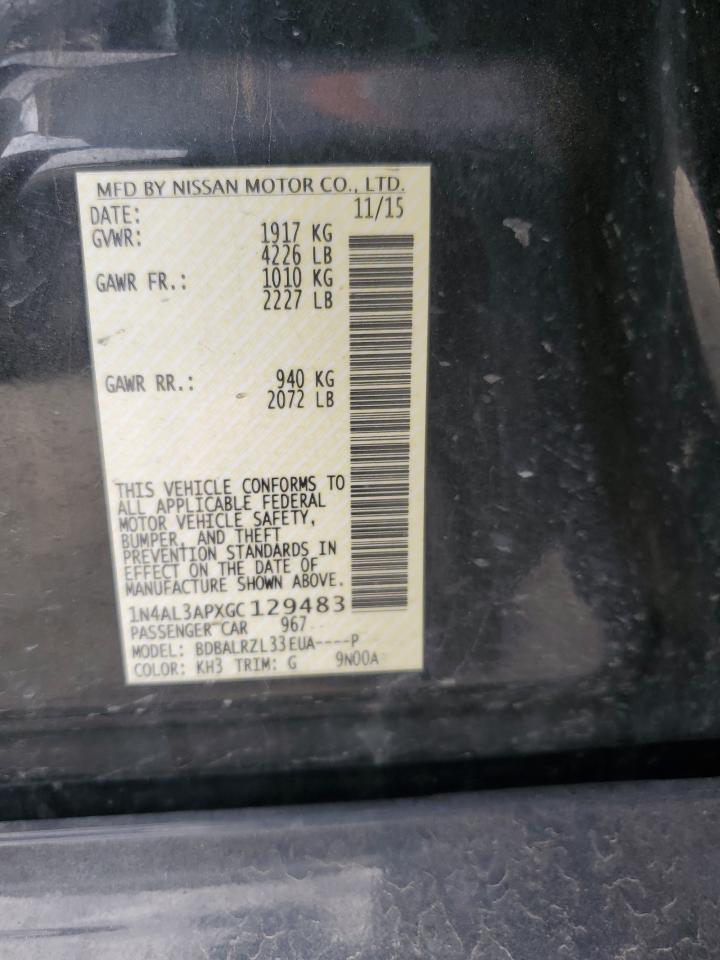 MFD BY NISSAN MOTOR CO., LTD.
DATE: 11/15
GVWR: 1917 KG
4226 LB
GAWR FR.: 1010 KG
2227 LB
GAWR RR.: 940 KG
2072 LB
THIS VEHICLE CONFORMS TO
ALL APPLICABLE FEDERAL
MOTOR VEHICLE SAFETY,
BUMPER, AND THEFT
PREVENTION STANDARDS IN
EFFECT ON THE DATE OF
MANUFACTURE SHOWN ABOVE.
1N4AL3APXGC129483
PASSENGER CAR 967
MODEL: BDBALRZL33EUA----P
COLOR: KH3 TRIM: G 9N00A